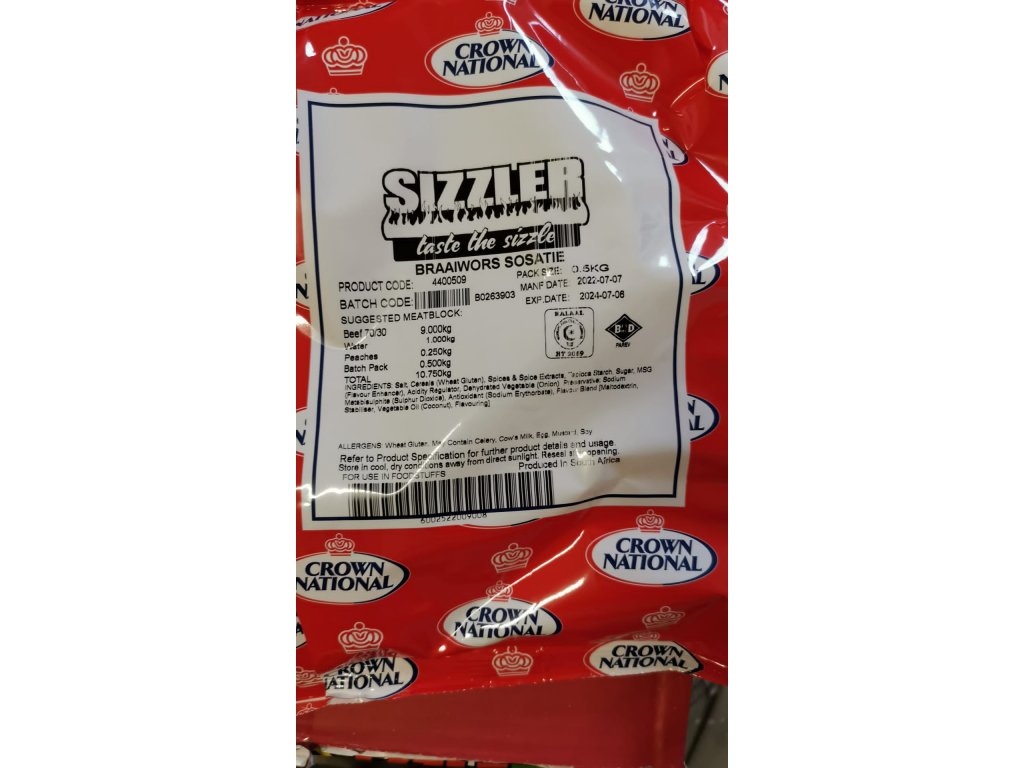 CROWN
NATIONAL
CROWN
NATIONAL
SIZZLER
taste the sizzle
BRAAIWORS SOSATIE
PRODUCT CODE: 4400509 PACK SIZE: 0.5KG
BATCH CODE: B0263903 MANF DATE: 2022-07-07
EXP.DATE: 2024-07-06
SUGGESTED MEATBLOCK:
Beef 70/30 9.000kg
Water 1.000kg
Peaches 0.250kg
Batch Pack 0.500kg
TOTAL 10.750kg
HALAAL
PAREV
INGREDIENTS: Salt, Cereals (Wheat Gluten), Spices & Spice Extracts, Tapioca Starch, Sugar, MSG
(Flavour Enhancer), Acidity Regulator, Dehydrated Vegetable (Onion), Preservative: Sodium
Metabisulphite (Sulphur Dioxide), Antioxidant (Sodium Erythorbate), Flavour Blend [Maltodextrin,
Stabiliser, Vegetable Oil (Coconut), Flavouring]
ALLERGENS: Wheat Gluten, May Contain Celery, Cow's Milk, Egg, Mustard, Soy
Refer to Product Specification for further product details and usage.
Store in cool, dry conditions away from direct sunlight. Reseal opening.
FOR USE IN FOODSTUFFS Produced in South Africa
6002522009008
CROWN
NATIONAL
CROWN
NATIONAL
CROWN
NATIONAL
CROWN
NATIONAL
CROWN
NATIONAL